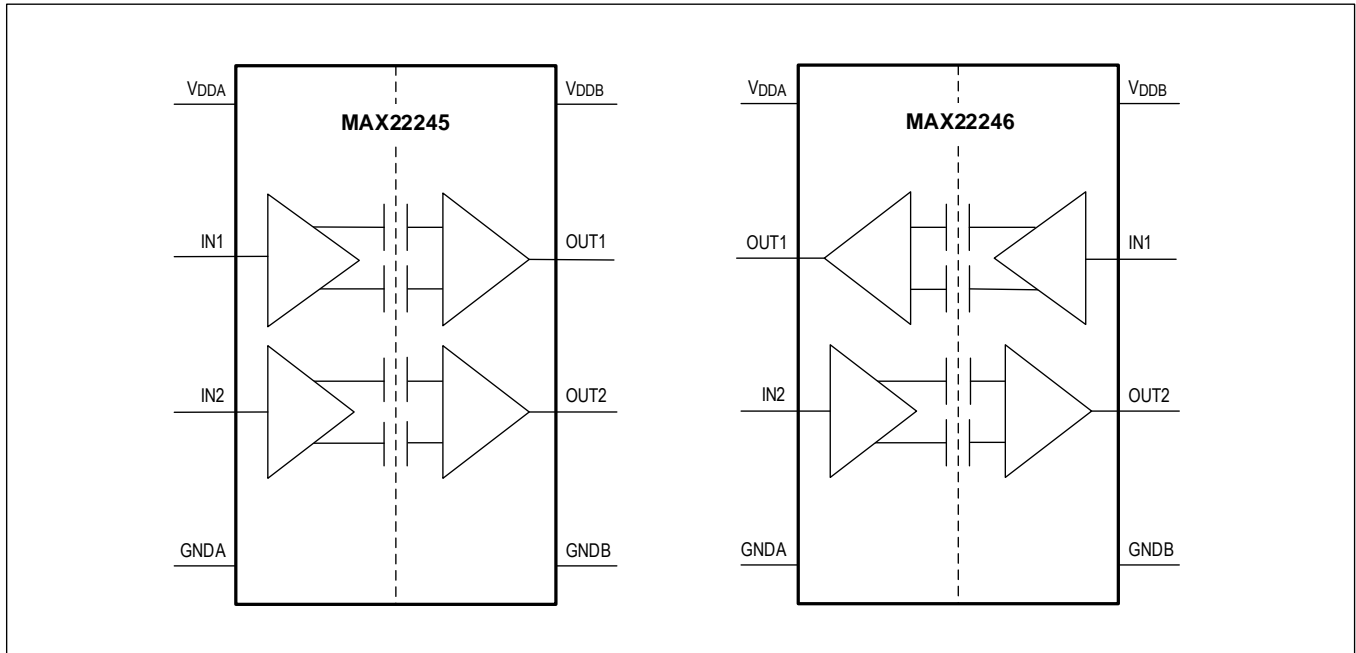 VDDA
VDDB
MAX22245
IN1
OUT1
IN2
OUT2
GNDA
GNDB
VDDA
VDDB
MAX22246
OUT1
IN1
IN2
OUT2
GNDA
GNDB